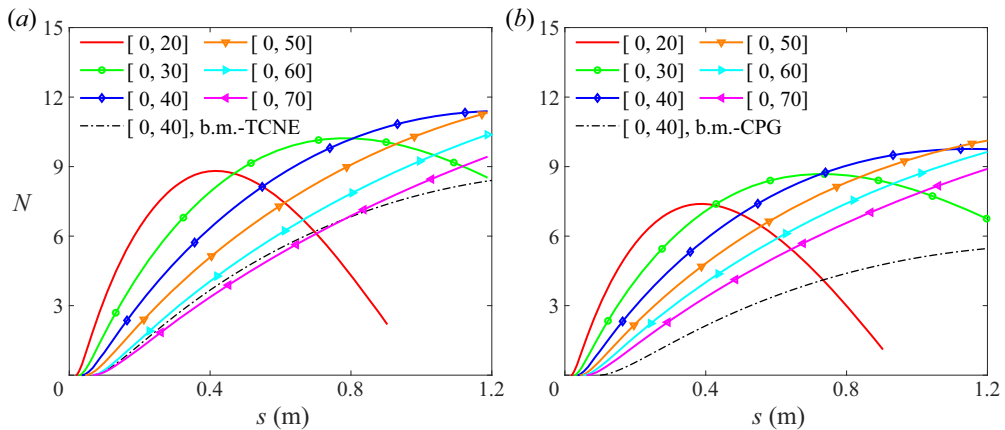 (a)
15
12
9
6
3
0
N
[ 0, 20]
[ 0, 30]
[ 0, 40]
[ 0, 50]
[ 0, 60]
[ 0, 70]
[ 0, 40], b.m.-TCNE
0.4
0.8
1.2
s (m)
(b)
15
12
9
6
3
0
[ 0, 20]
[ 0, 30]
[ 0, 40]
[ 0, 50]
[ 0, 60]
[ 0, 70]
[ 0, 40], b.m.-CPG
0.4
0.8
1.2
s (m)